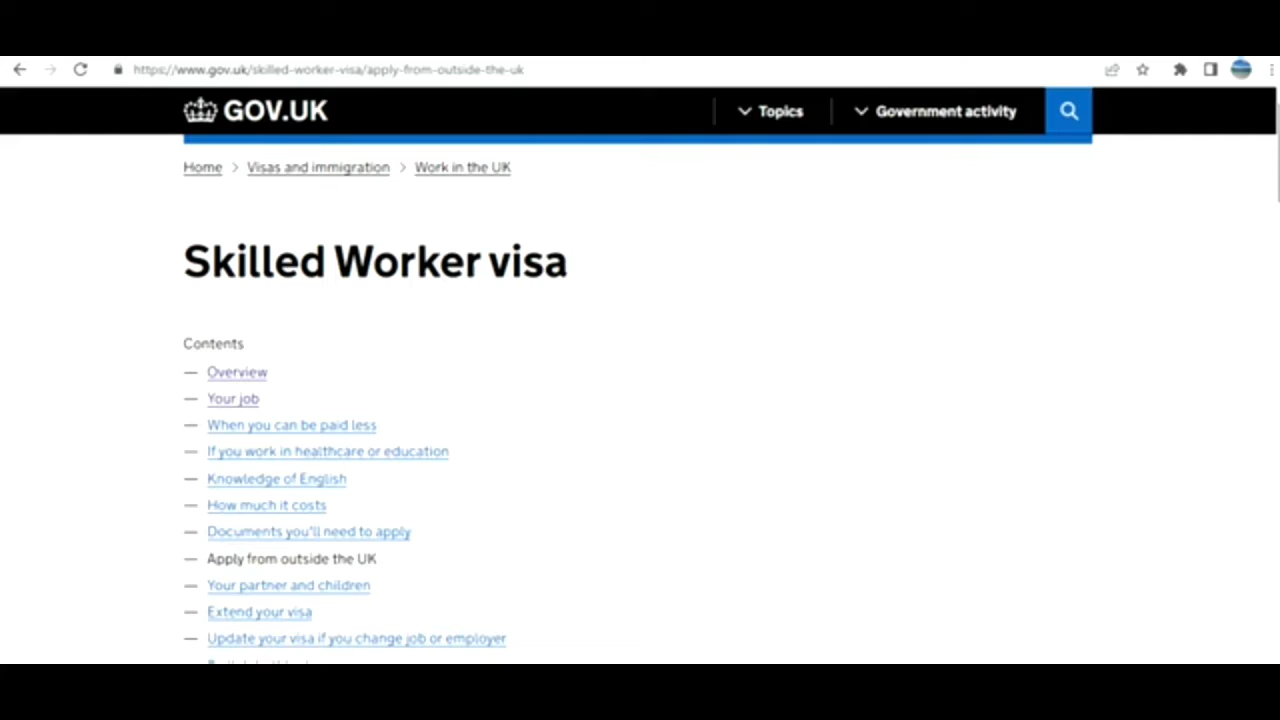 https://www.gov.uk/skilled-worker-visa/apply-from-outside-the-uk
GOV.UK
Topics
Government activity
Home > Visas and immigration > Work in the UK
Skilled Worker visa
Contents
— Overview
— Your job
— When you can be paid less
— If you work in healthcare or education
— Knowledge of English
— How much it costs
— Documents you'll need to apply
— Apply from outside the UK
— Your partner and children
— Extend your visa
— Update your visa if you change job or employer